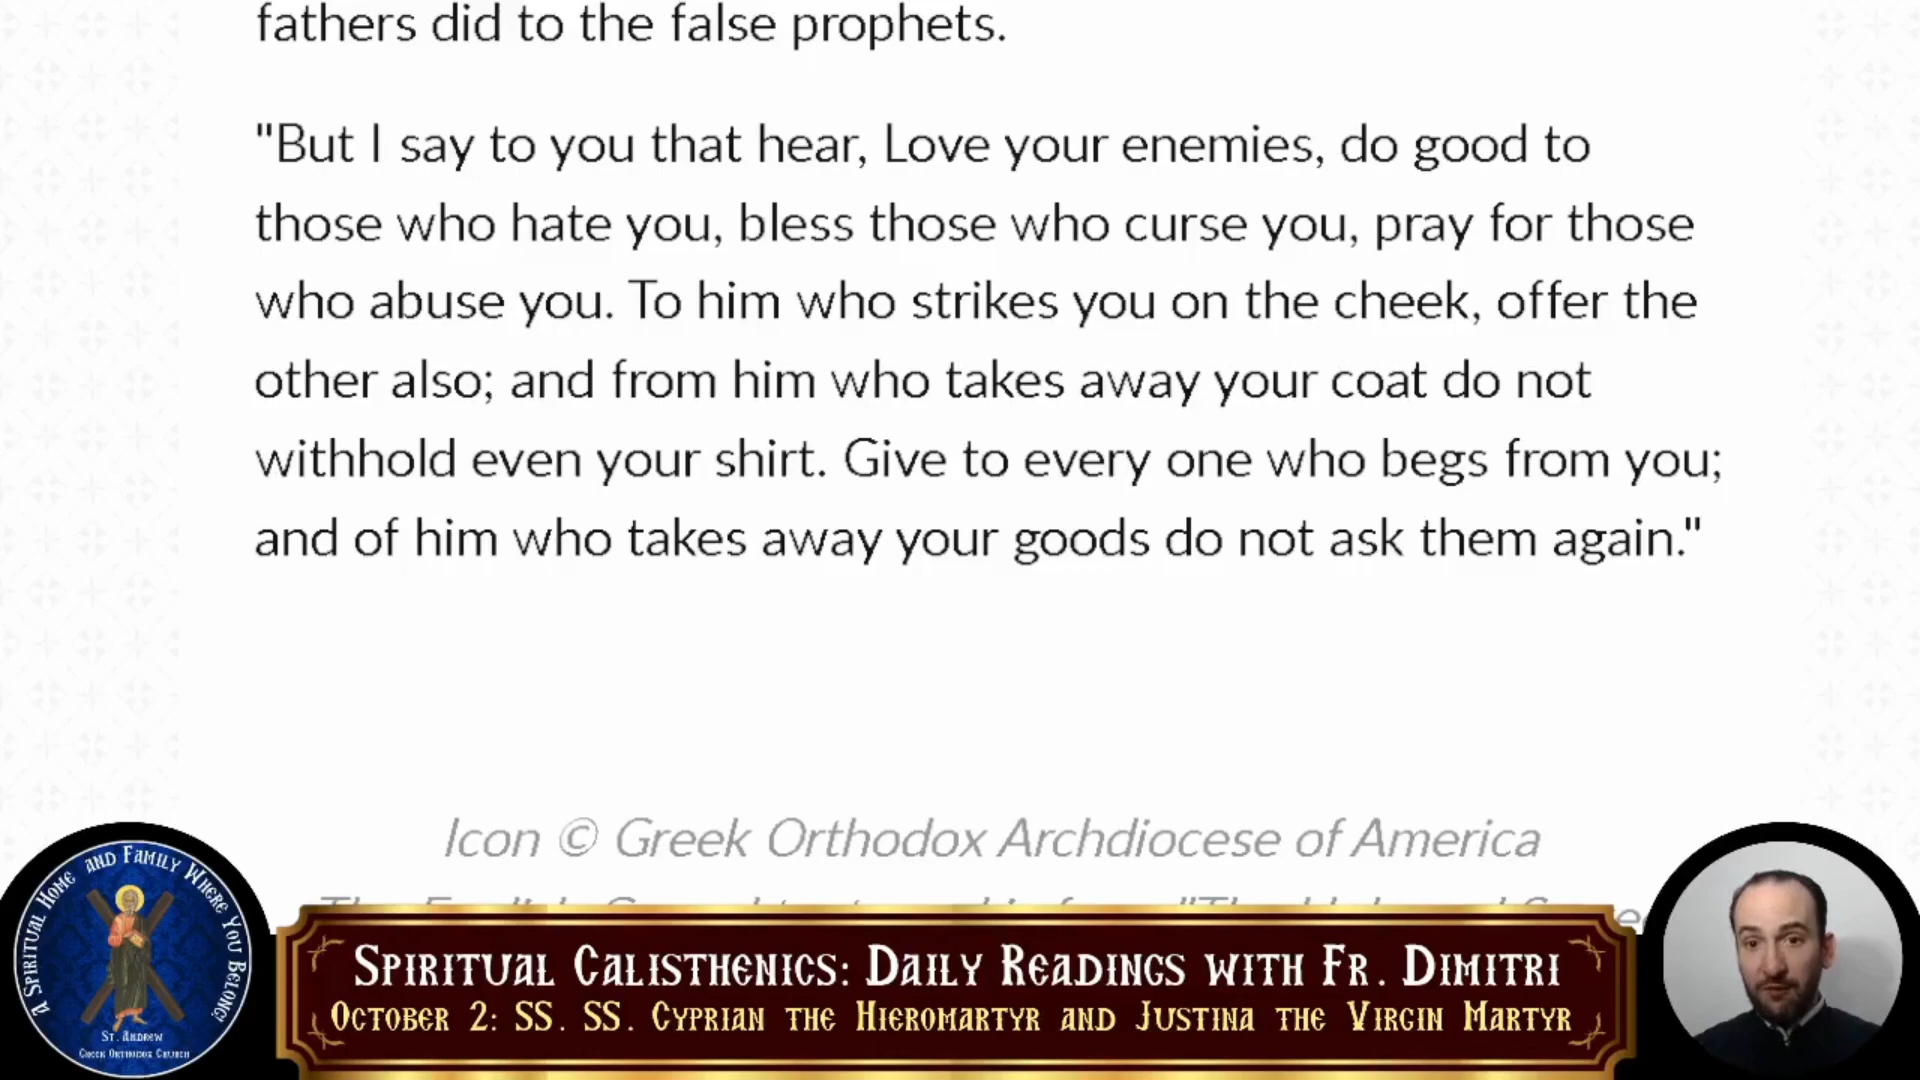 fathers did to the false prophets.
"But I say to you that hear, Love your enemies, do good to
those who hate you, bless those who curse you, pray for those
who abuse you. To him who strikes you on the cheek, offer the
other also; and from him who takes away your coat do not
withhold even your shirt. Give to every one who begs from you;
and of him who takes away your goods do not ask them again."
Icon © Greek Orthodox Archdiocese of America
A Spiritual Home and Family Where You Belong!
St. Andrew
Greek Orthodox Church
Spiritual Calisthenics: Daily Readings with Fr. Dimitri
October 2: SS. SS. Cyprian the Hieromartyr and Justina the Virgin Martyr